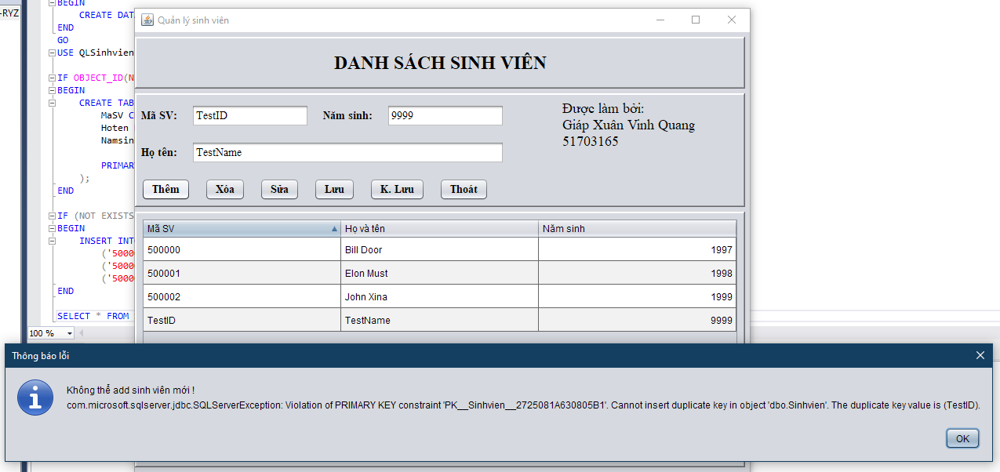 -RYZ
BEGIN
CREATE DAT
END
GO
USE QLSinhvien
IF OBJECT_ID(N
BEGIN
CREATE TAB
MaSV C
Hoten
Namsin
PRIMAR
);
END
IF (NOT EXISTS
BEGIN
INSERT INTO
('5000
('5000
('5000
END
SELECT * FROM
100 %
Quản lý sinh viên
DANH SÁCH SINH VIÊN
Mã SV: TestID Năm sinh: 9999
Họ tên: TestName
Được làm bởi:
Giáp Xuân Vinh Quang
51703165
Thêm Xóa Sửa Lưu K. Lưu Thoát
Mã SV Họ và tên Năm sinh
500000 Bill Door 1997
500001 Elon Must 1998
500002 John Xina 1999
TestID TestName 9999
Thông báo lỗi
Không thể add sinh viên mới !
com.microsoft.sqlserver.jdbc.SQLServerException: Violation of PRIMARY KEY constraint 'PK__Sinhvien__2725081A630805B1'. Cannot insert duplicate key in object 'dbo.Sinhvien'. The duplicate key value is (TestID).
OK